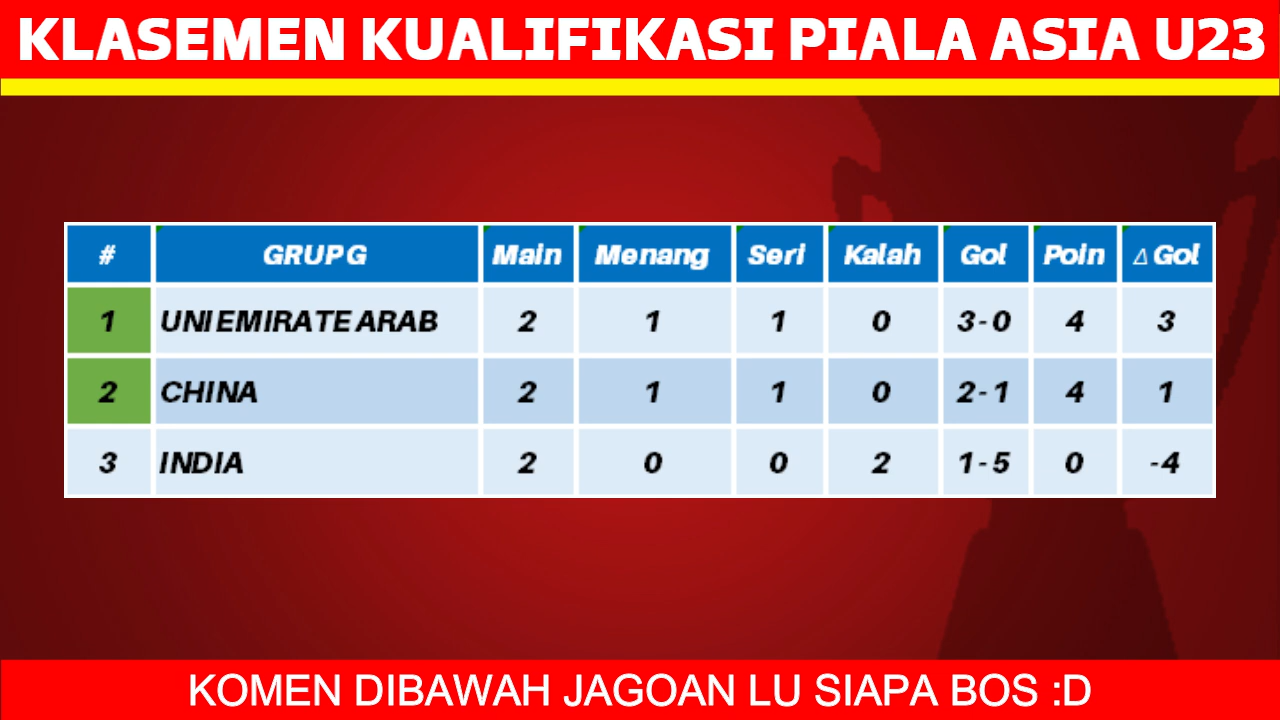 KLASEMEN KUALIFIKASI PIALA ASIA U23
# GRUP G Main Menang Seri Kalah Gol Poin Δ Gol
1 UNI EMIRATE ARAB 2 1 1 0 3-0 4 3
2 CHINA 2 1 1 0 2-1 4 1
3 INDIA 2 0 0 2 1-5 0 -4
KOMEN DIBAWAH JAGOAN LU SIAPA BOS :D